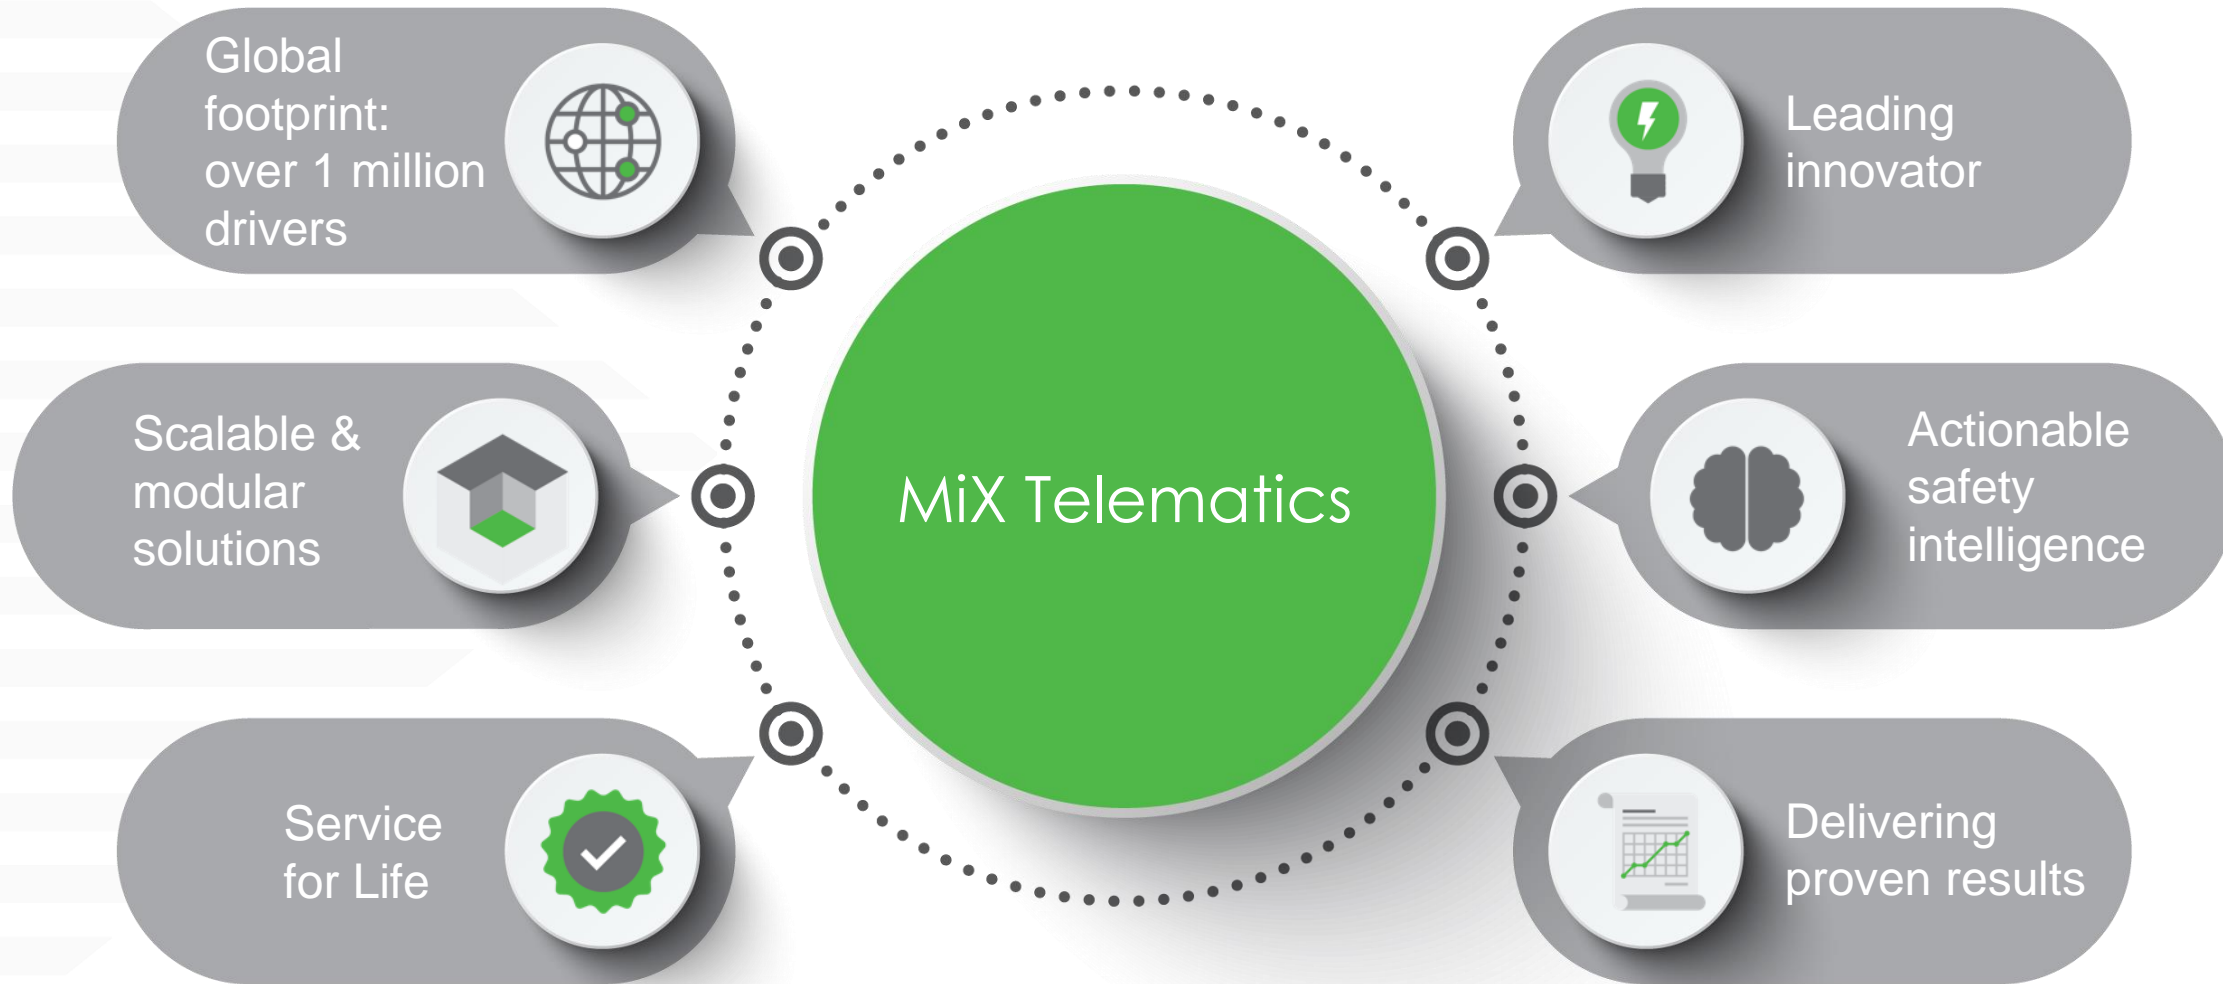 Global
footprint:
over 1 million
drivers
Scalable &
modular
solutions
Service
for Life
MiX Telematics
Leading
innovator
Actionable
safety
intelligence
Delivering
proven results